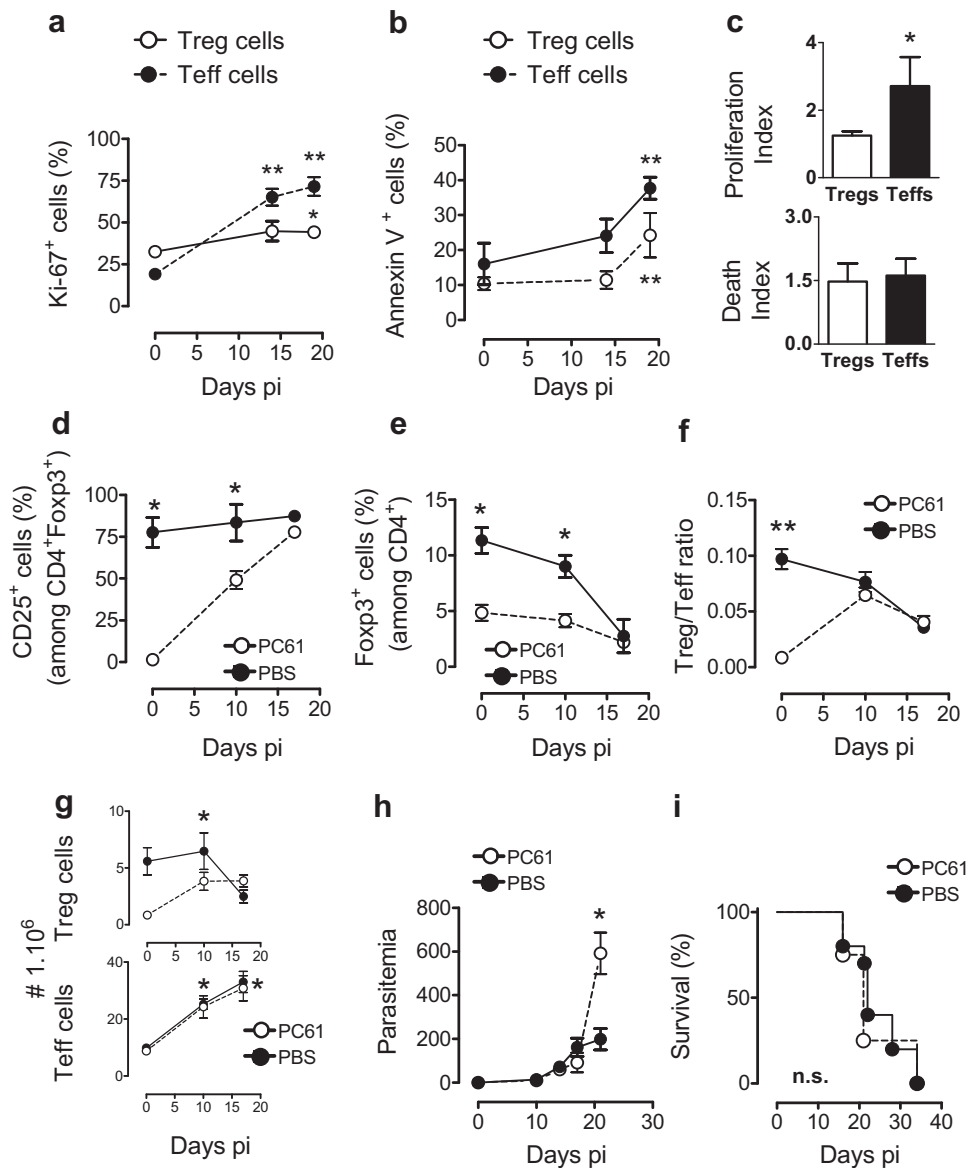 a
Treg cells
Teff cells
Ki-67+ cells (%)
100
75
50
25
0
**
**
*
0 5 10 15 20
Days pi
b
Treg cells
Teff cells
Annexin V + cells (%)
50
40
30
20
10
0
**
**
0 5 10 15 20
Days pi
c
Proliferation
Index
4
2
0
*
Tregs Teffs
Death
Index
3.0
1.5
0.0
Tregs Teffs
d
CD25+ cells (%)
(among CD4+Foxp3+)
100
75
50
25
0
*
*
PC61
PBS
0 5 10 15 20
Days pi
e
Foxp3+ cells (%)
(among CD4+)
15
10
5
0
*
*
PC61
PBS
0 5 10 15 20
Days pi
f
Treg/Teff ratio
0.15
0.10
0.05
0.00
**
PC61
PBS
0 5 10 15 20
Days pi
g
# 1.10^6
Treg cells
10
5
0
*
0 5 10 15 20
Teff cells
40
20
0
*
*
PC61
PBS
0 5 10 15 20
Days pi
h
PC61
PBS
Parasitemia
800
600
400
200
0
*
0 10 20 30
Days pi
i
PC61
PBS
Survival (%)
100
50
0
n.s.
0 10 20 30 40
Days pi